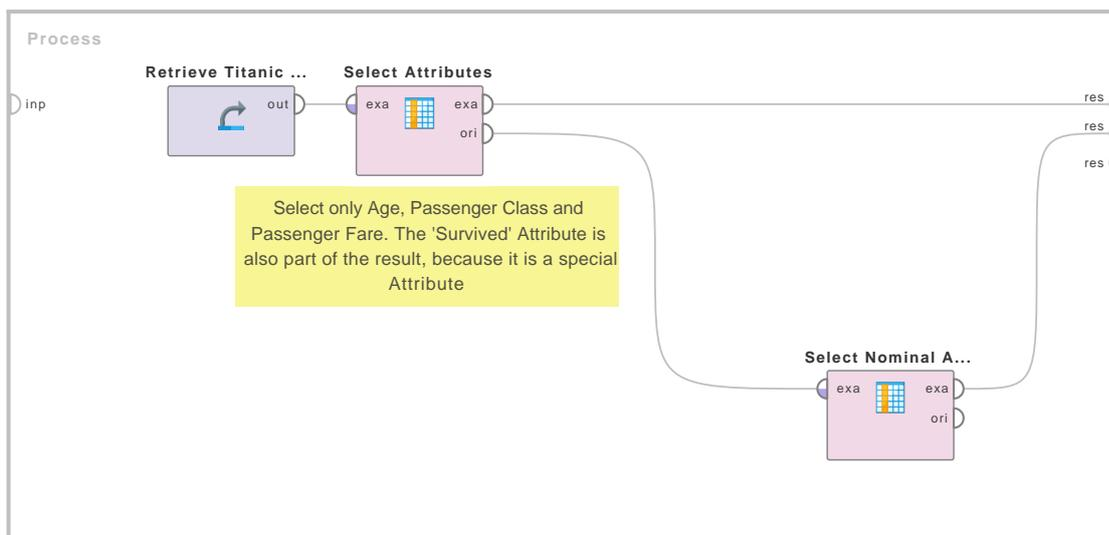 Process
Retrieve Titanic ...
Select Attributes
inp
out
exa
exa
ori
res
res
res
Select only Age, Passenger Class and
Passenger Fare. The 'Survived' Attribute is
also part of the result, because it is a special
Attribute
Select Nominal A...
exa
exa
ori